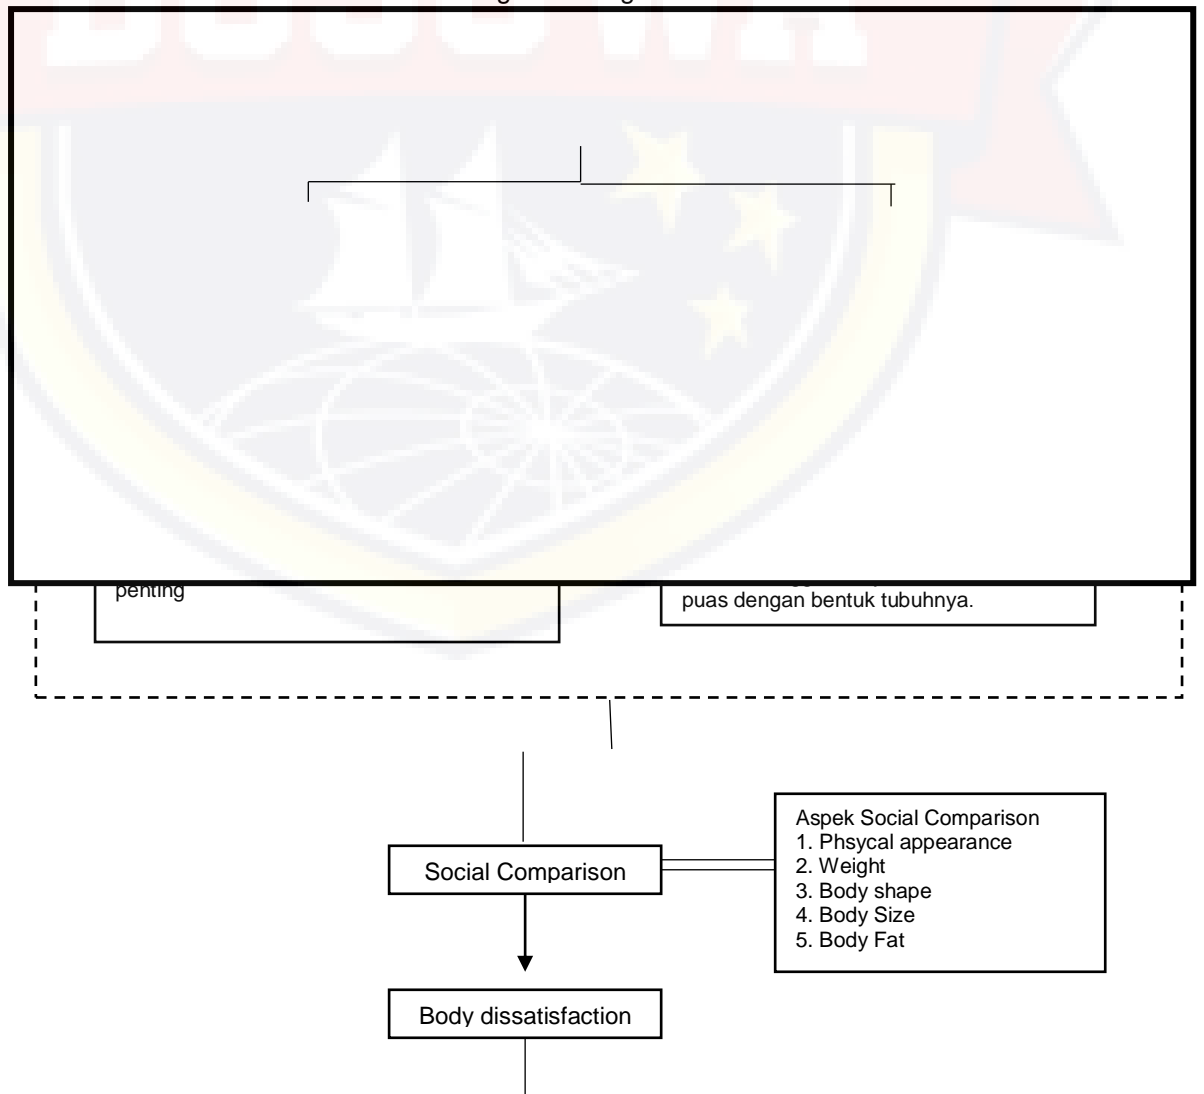 penting
puas dengan bentuk tubuhnya.
Aspek Social Comparison
1. Phsycal appearance
2. Weight
3. Body shape
4. Body Size
5. Body Fat
Social Comparison
Body dissatisfaction